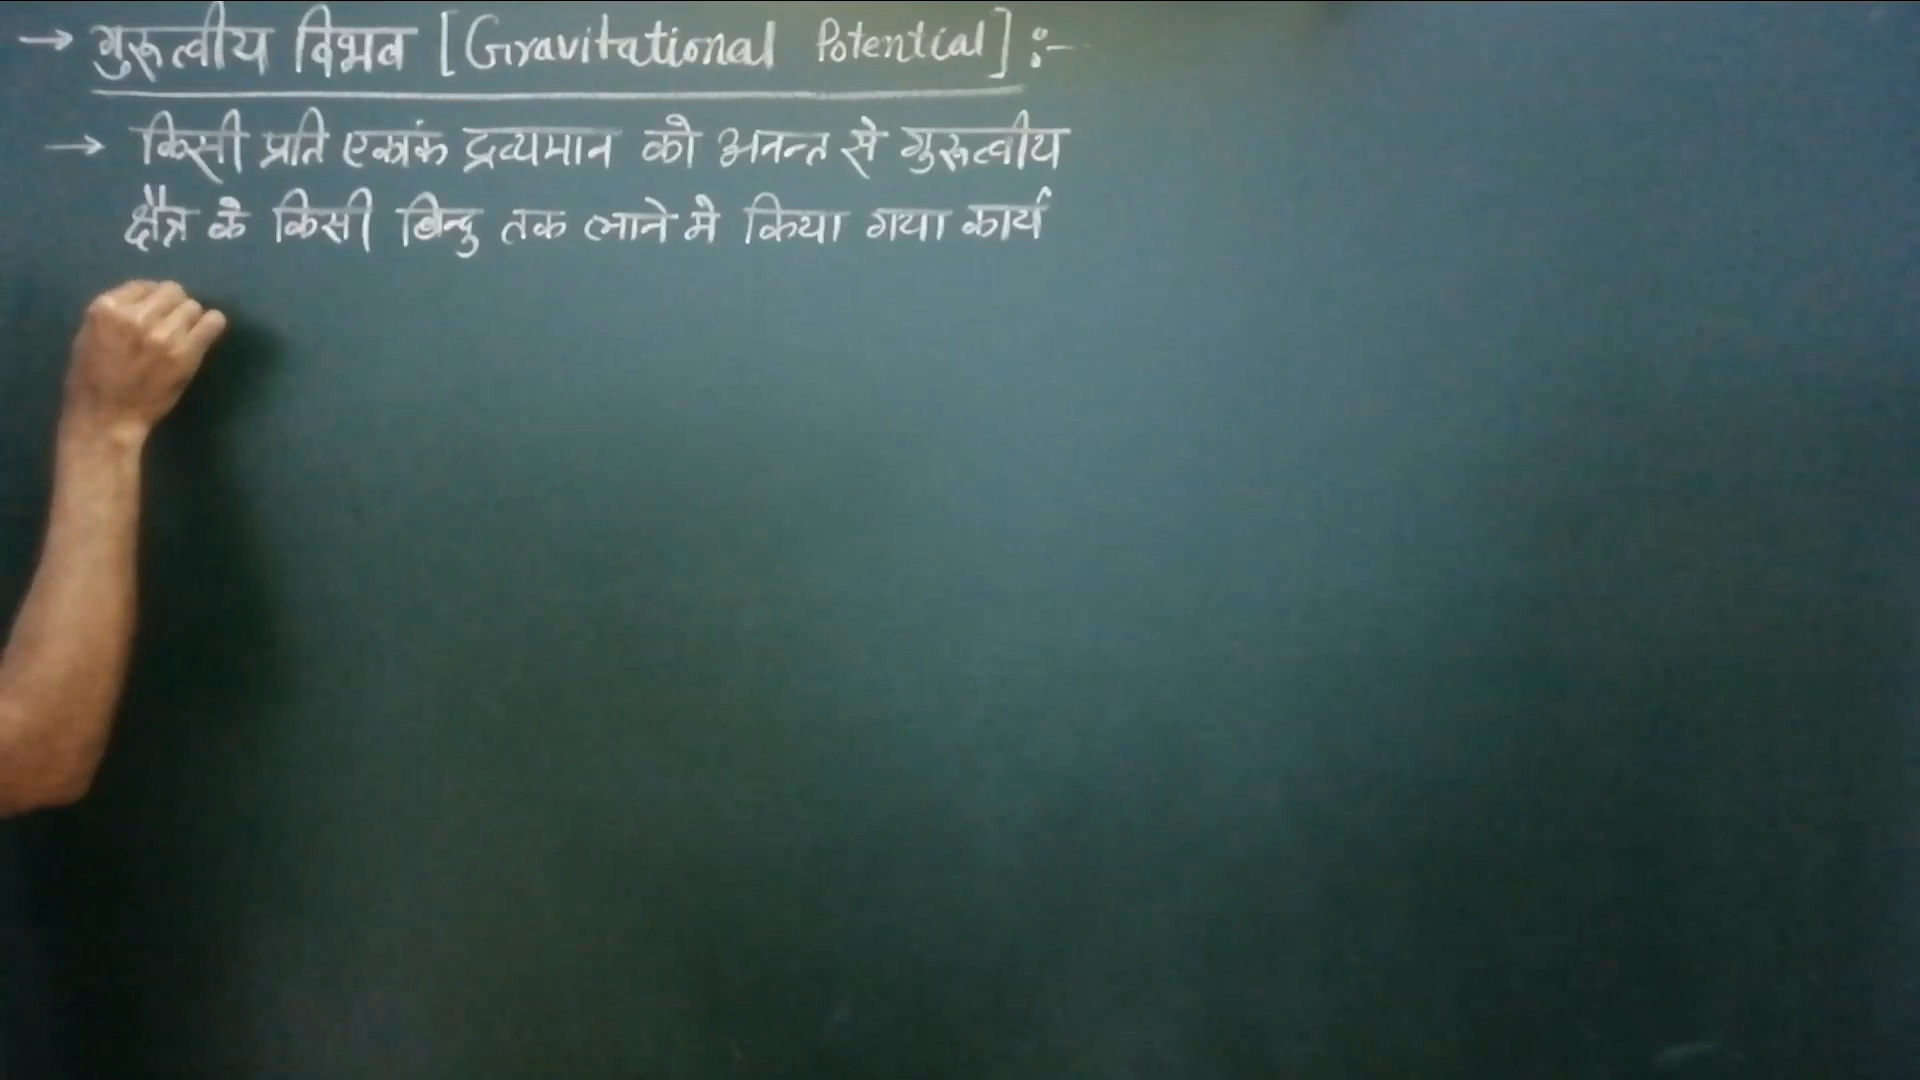 → गुरूत्वीय विभव [Gravitational Potential] :-
→ किसी प्रति एकांक द्रव्यमान को अनन्त से गुरूत्वीय
क्षैत्र के किसी बिन्दु तक लाने मे किया गया कार्य